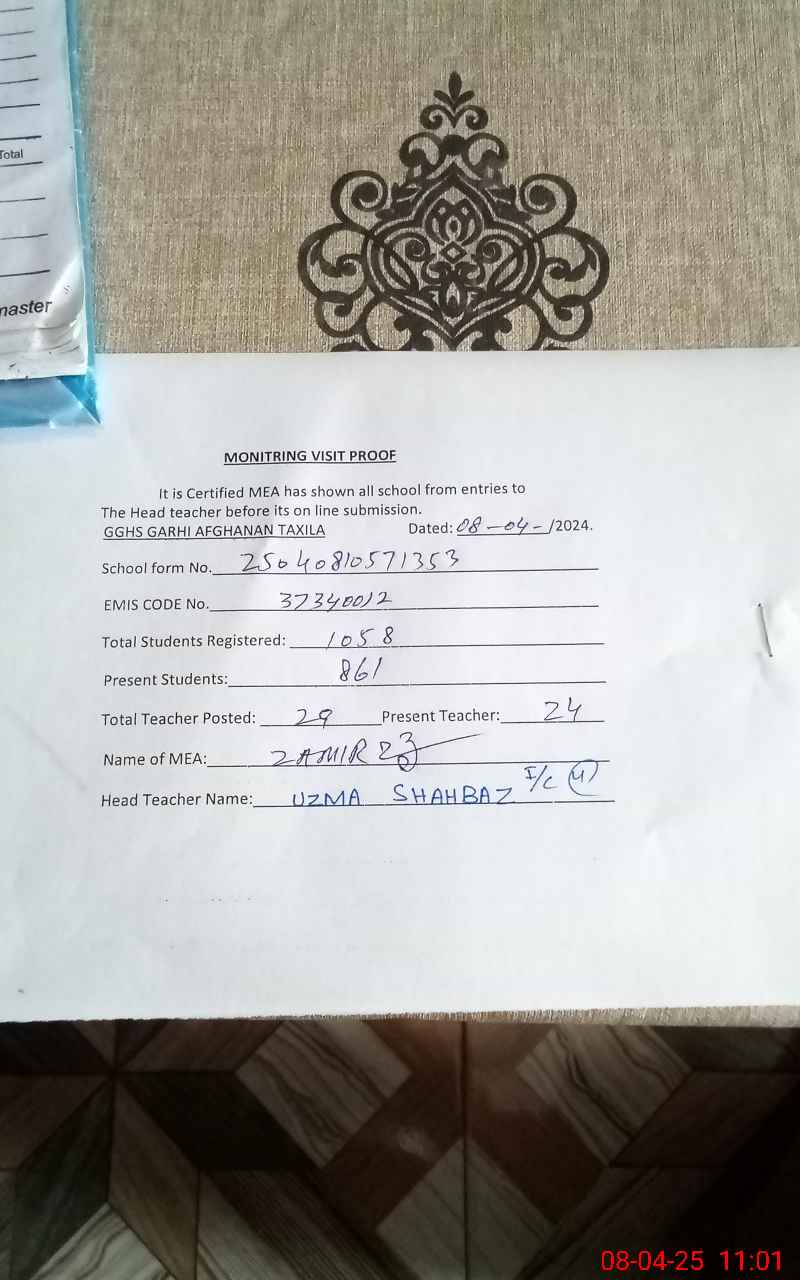 Total
master
MONITRING VISIT PROOF
It is Certified MEA has shown all school from entries to
The Head teacher before its on line submission.
GGHS GARHI AFGHANAN TAXILA Dated: 08-04-/2024.
School form No. 25040810571353
EMIS CODE No. 37340012
Total Students Registered: 1058
Present Students: 861
Total Teacher Posted: 29 Present Teacher: 24
Name of MEA: ZAMIR
Head Teacher Name: UZMA SHAHBAZ I/C
08-04-25 11:01